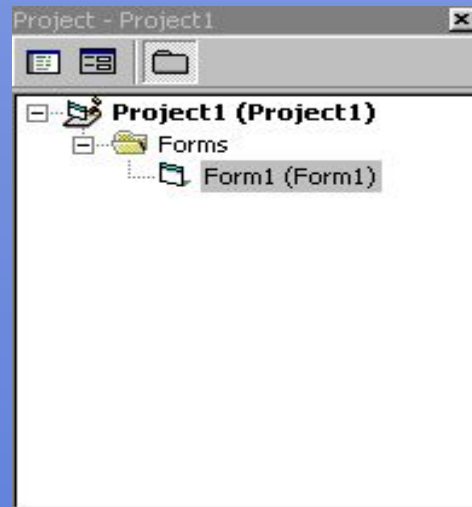 Project - Project1
Project1 (Project1)
Forms
Form1 (Form1)